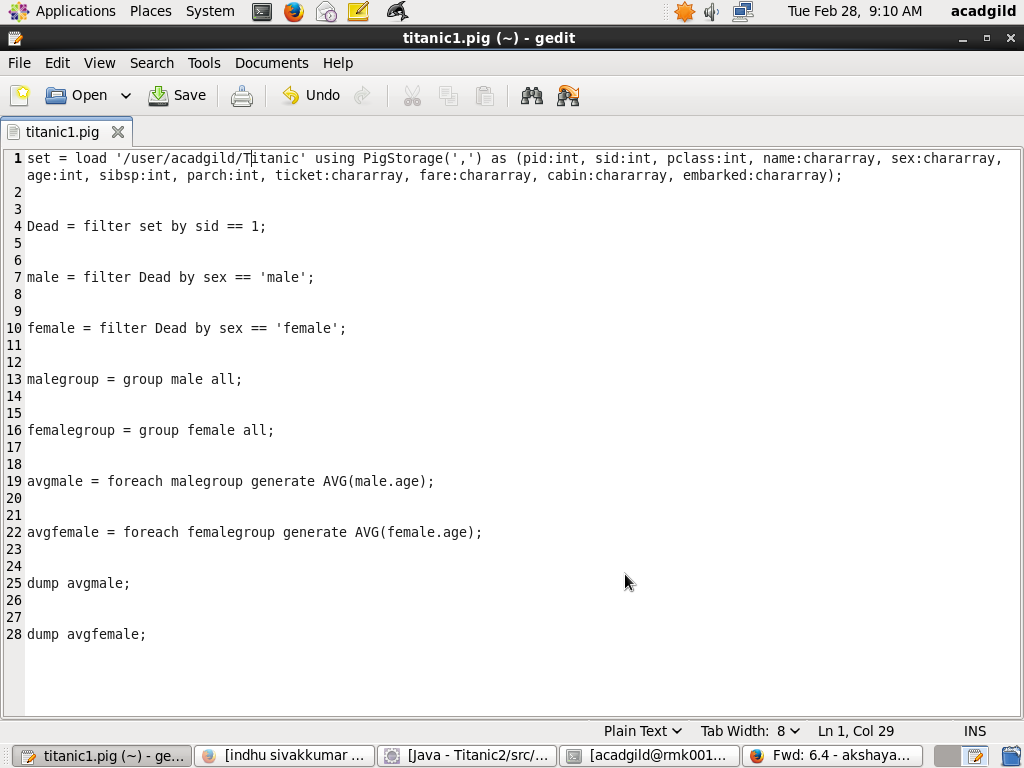 Applications Places System Tue Feb 28, 9:10 AM acadgild
titanic1.pig (~) - gedit
File Edit View Search Tools Documents Help
Open Save Undo
titanic1.pig
1 set = load '/user/acadgild/Titanic' using PigStorage(',') as (pid:int, sid:int, pclass:int, name:chararray, sex:chararray,
age:int, sibsp:int, parch:int, ticket:chararray, fare:chararray, cabin:chararray, embarked:chararray);
2
3
4 Dead = filter set by sid == 1;
5
6
7 male = filter Dead by sex == 'male';
8
9
10 female = filter Dead by sex == 'female';
11
12
13 malegroup = group male all;
14
15
16 femalegroup = group female all;
17
18
19 avgmale = foreach malegroup generate AVG(male.age);
20
21
22 avgfemale = foreach femalegroup generate AVG(female.age);
23
24
25 dump avgmale;
26
27
28 dump avgfemale;
Plain Text Tab Width: 8 Ln 1, Col 29 INS
titanic1.pig (~) - ge... [indhu sivakkumar ... [Java - Titanic2/src/... [acadgild@rmk001... Fwd: 6.4 - akshaya...